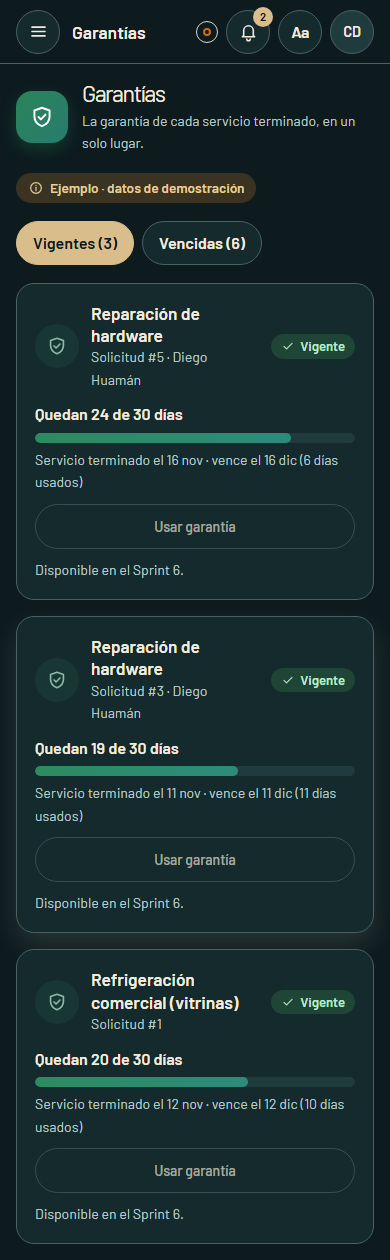 Garantías
2
Aa
CD
Garantías
La garantía de cada servicio terminado, en un
solo lugar.
Ejemplo · datos de demostración
Vigentes (3)
Vencidas (6)
Reparación de
hardware
Solicitud #5 · Diego
Huamán
Vigente
Quedan 24 de 30 días
Servicio terminado el 16 nov · vence el 16 dic (6 días
usados)
Usar garantía
Disponible en el Sprint 6.
Reparación de
hardware
Solicitud #3 · Diego
Huamán
Vigente
Quedan 19 de 30 días
Servicio terminado el 11 nov · vence el 11 dic (11 días
usados)
Usar garantía
Disponible en el Sprint 6.
Refrigeración
comercial (vitrinas)
Solicitud #1
Vigente
Quedan 20 de 30 días
Servicio terminado el 12 nov · vence el 12 dic (10 días
usados)
Usar garantía
Disponible en el Sprint 6.